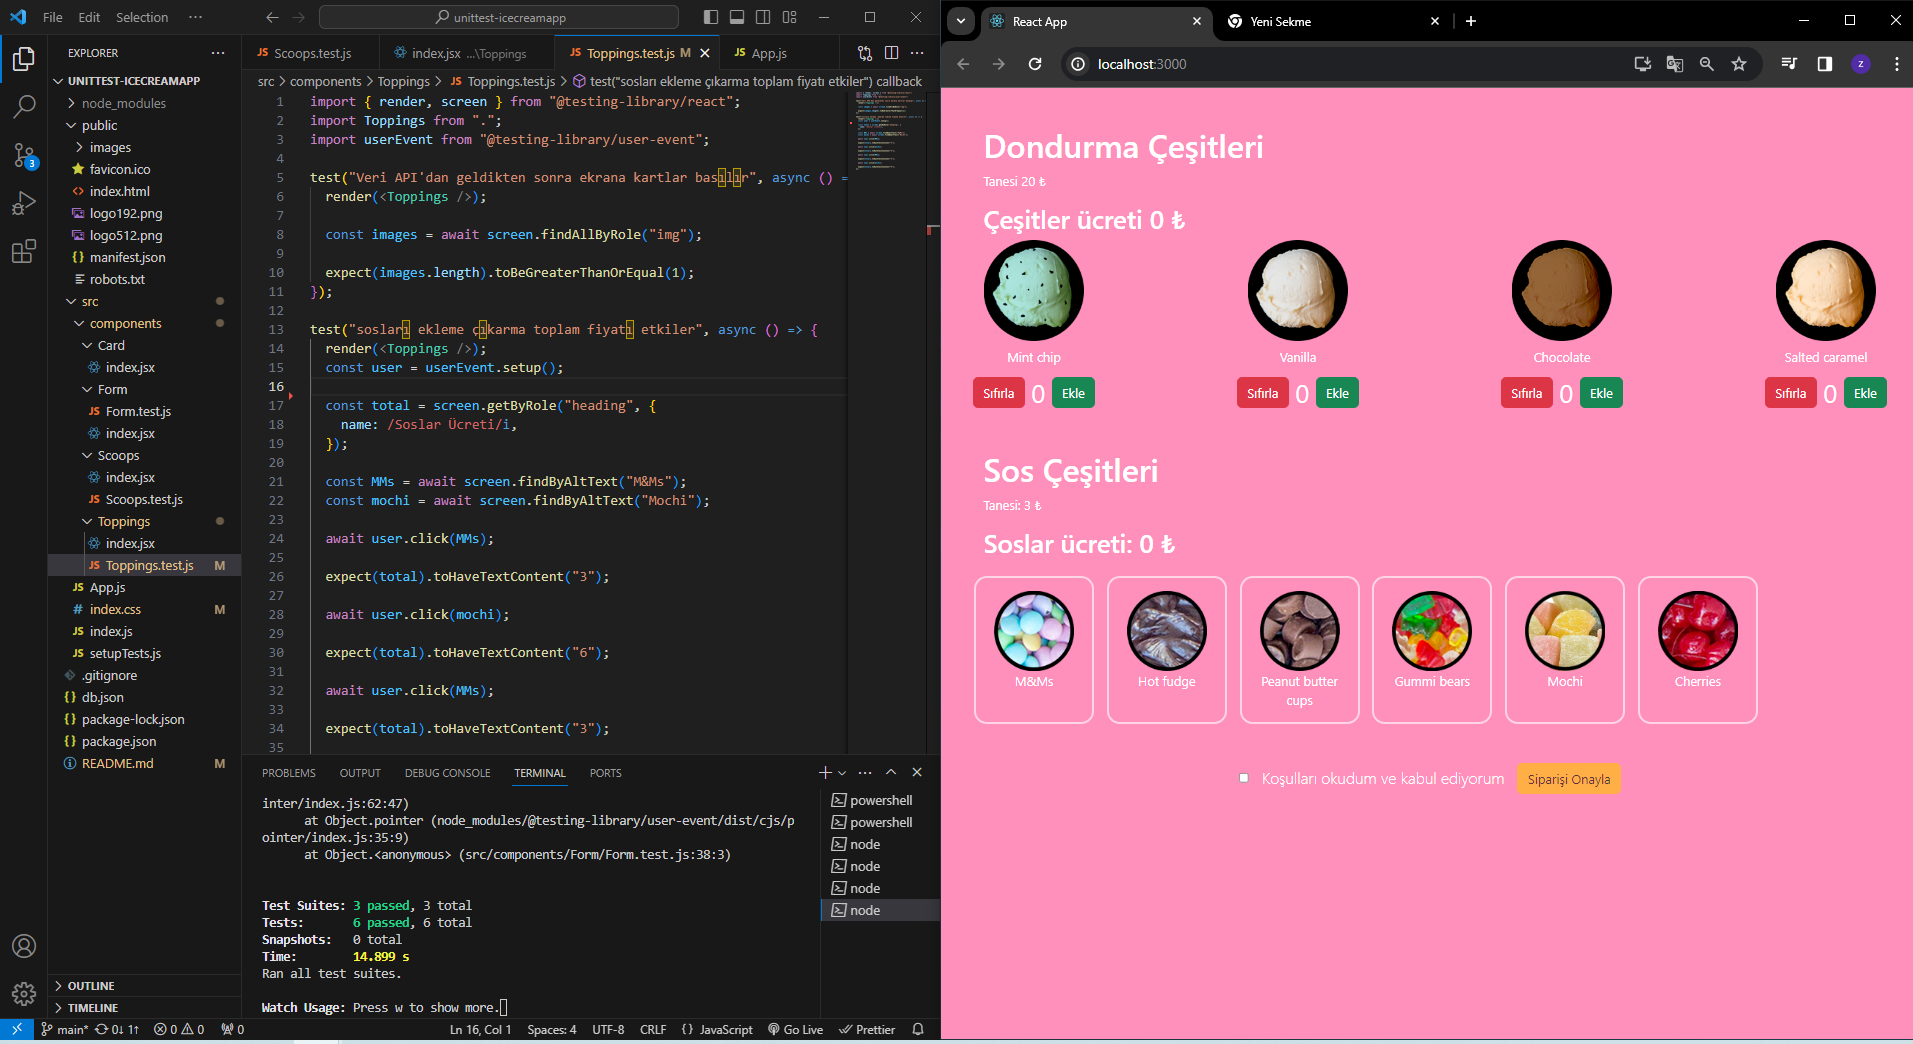 File Edit Selection ··· unittest-icecreamapp
EXPLORER ···
UNITTEST-ICECREAMAPP
node_modules
public
images
favicon.ico
index.html
logo192.png
logo512.png
manifest.json
robots.txt
src
components
Card
index.jsx
Form
Form.test.js
index.jsx
Scoops
index.jsx
Scoops.test.js
Toppings
index.jsx
Toppings.test.js M
App.js
index.css M
index.js
setupTests.js
.gitignore
db.json
package-lock.json
package.json
README.md M
OUTLINE
TIMELINE
Scoops.test.js index.jsx ...\Toppings Toppings.test.js M App.js
src > components > Toppings > JS Toppings.test.js > test("sosları ekleme çıkarma toplam fiyatı etkiler") callback
1 import { render, screen } from "@testing-library/react";
2 import Toppings from ".";
3 import userEvent from "@testing-library/user-event";
4
5 test("Veri API'dan geldikten sonra ekrana kartlar basılır", async () =
6 render(<Toppings />);
7
8 const images = await screen.findAllByRole("img");
9
10 expect(images.length).toBeGreaterThanOrEqual(1);
11 });
12
13 test("sosları ekleme çıkarma toplam fiyatı etkiler", async () => {
14 render(<Toppings />);
15 const user = userEvent.setup();
16
17 const total = screen.getByRole("heading", {
18 name: /Soslar Ücreti/i,
19 });
20
21 const MMs = await screen.findByAltText("M&Ms");
22 const mochi = await screen.findByAltText("Mochi");
23
24 await user.click(MMs);
25
26 expect(total).toHaveTextContent("3");
27
28 await user.click(mochi);
29
30 expect(total).toHaveTextContent("6");
31
32 await user.click(MMs);
33
34 expect(total).toHaveTextContent("3");
35
PROBLEMS OUTPUT DEBUG CONSOLE TERMINAL PORTS
inter/index.js:62:47)
at Object.pointer (node_modules/@testing-library/user-event/dist/cjs/p
ointer/index.js:35:9)
at Object.<anonymous> (src/components/Form/Form.test.js:38:3)
Test Suites: 3 passed, 3 total
Tests: 6 passed, 6 total
Snapshots: 0 total
Time: 14.899 s
Ran all test suites.
Watch Usage: Press w to show more.
powershell
powershell
node
node
node
node
main* 0↓ 1↑ 0 0 0 Ln 16, Col 1 Spaces: 4 UTF-8 CRLF {} JavaScript Go Live Prettier
React App Yeni Sekme
localhost:3000 z
Dondurma Çeşitleri
Tanesi 20 ₺
Çeşitler ücreti 0 ₺
Mint chip Vanilla Chocolate Salted caramel
Sıfırla 0 Ekle Sıfırla 0 Ekle Sıfırla 0 Ekle Sıfırla 0 Ekle
Sos Çeşitleri
Tanesi: 3 ₺
Soslar ücreti: 0 ₺
M&Ms Hot fudge Peanut butter cups Gummi bears Mochi Cherries
Koşulları okudum ve kabul ediyorum Siparişi Onayla